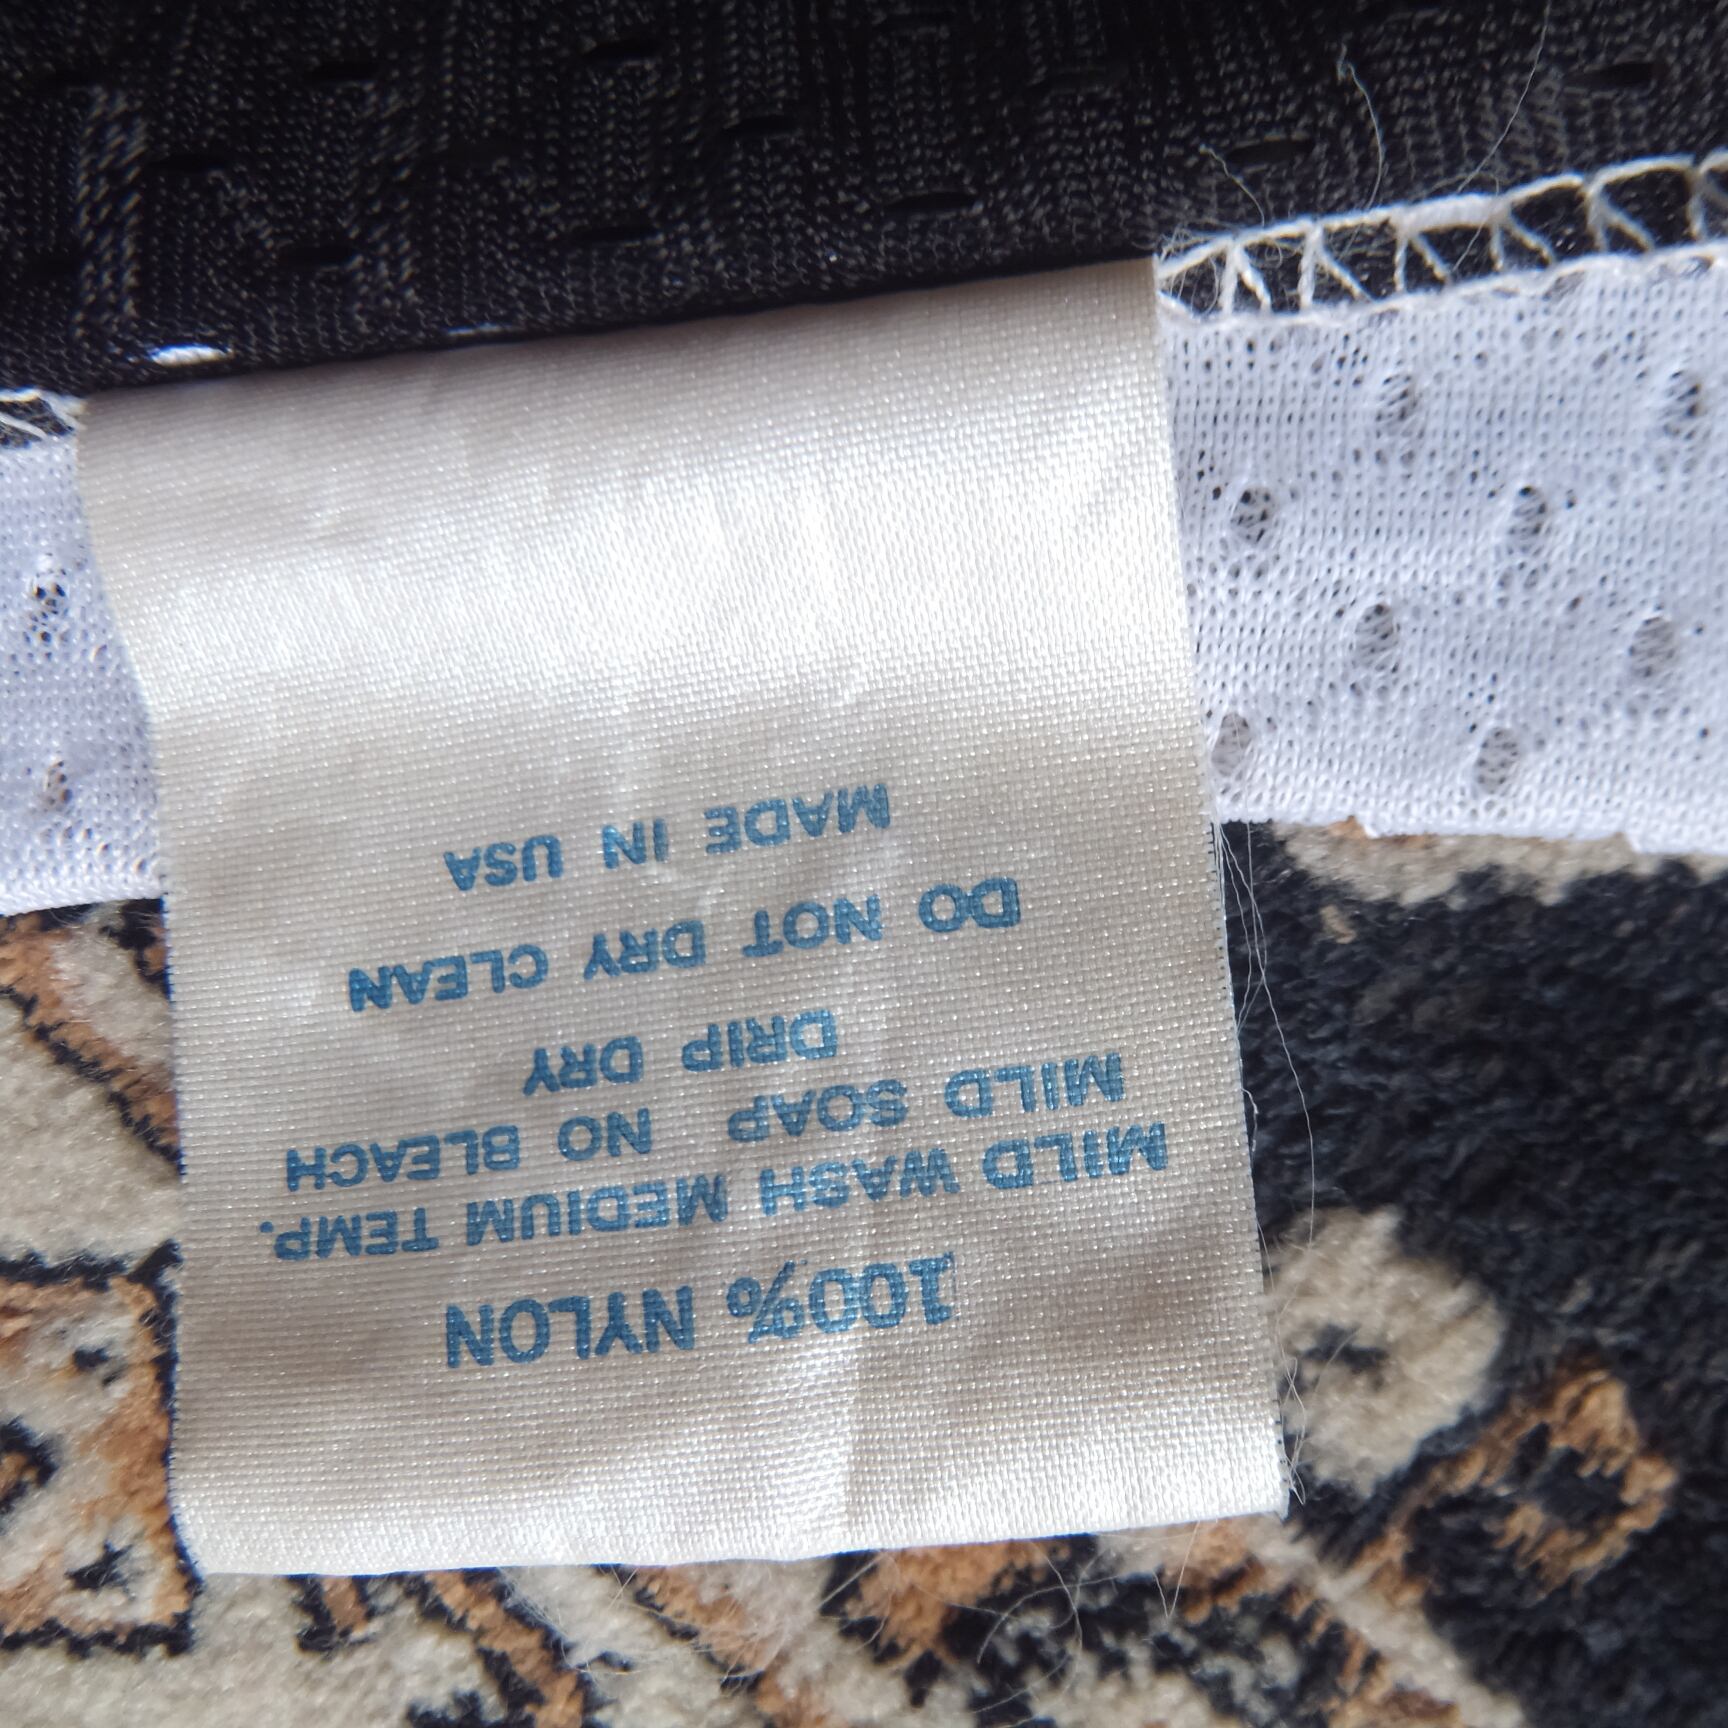 100% NYLON
MILD WASH MEDIUM TEMP.
MILD SOAP NO BLEACH
DRIP DRY
DO NOT DRY CLEAN
MADE IN USA